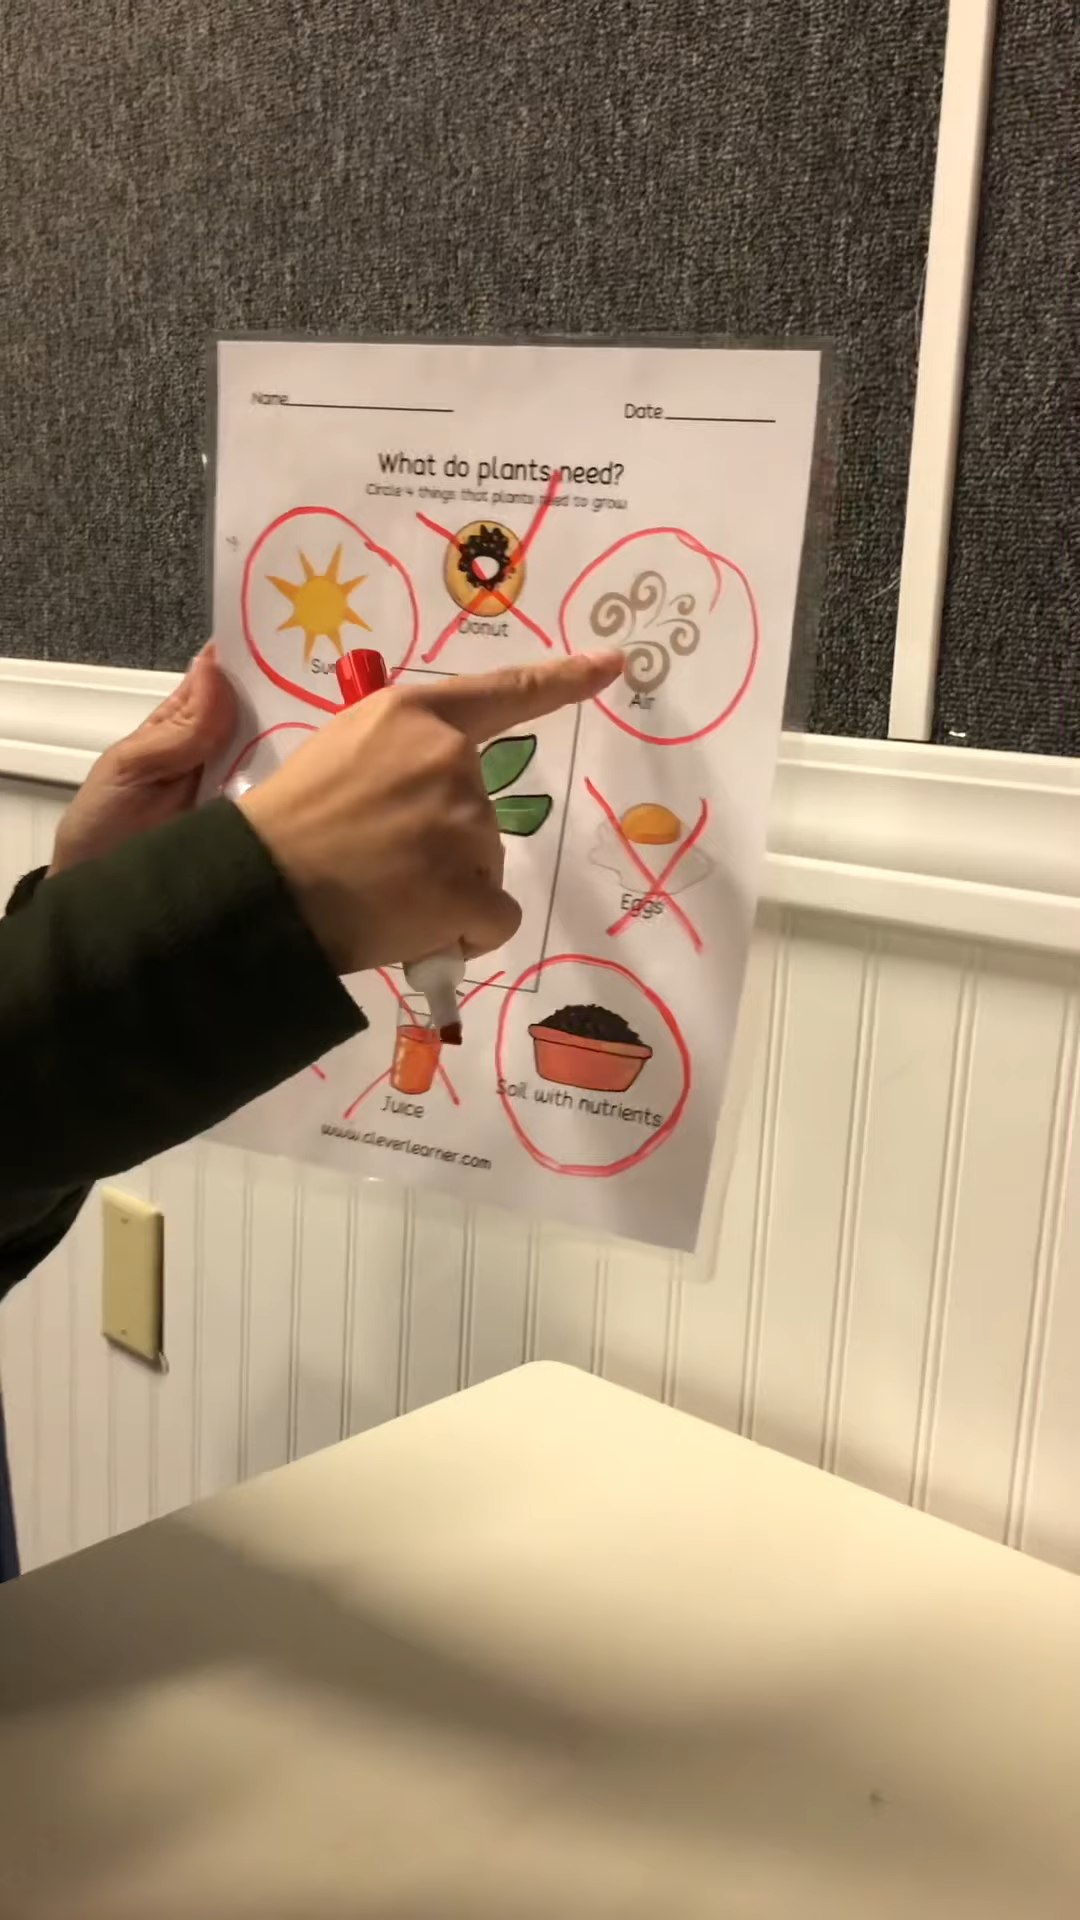 Name
Date
What do plants need?
Circle 4 things that plants need to grow
Donut
Air
Eggs
Juice
Soil with nutrients
www.cleverlearner.com